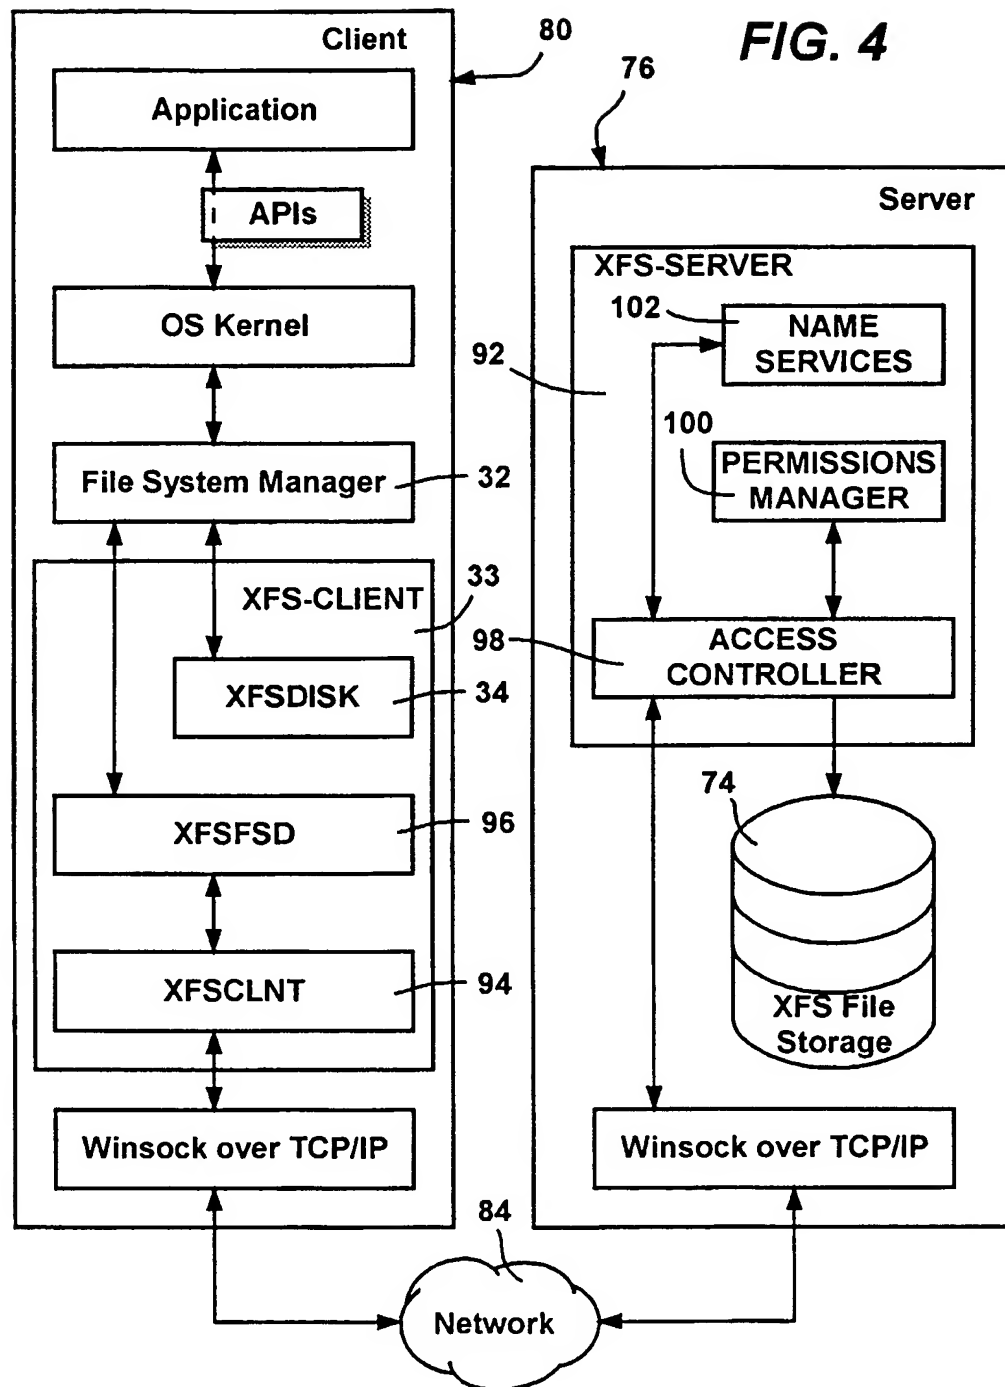 FIG. 4
Client
80
Application
APIs
OS Kernel
File System Manager
32
XFS-CLIENT
33
XFSDISK
34
XFSFSD
96
XFSCLNT
94
Winsock over TCP/IP
76
Server
XFS-SERVER
102
NAME
SERVICES
92
100
PERMISSIONS
MANAGER
98
ACCESS
CONTROLLER
74
XFS File
Storage
Winsock over TCP/IP
84
Network